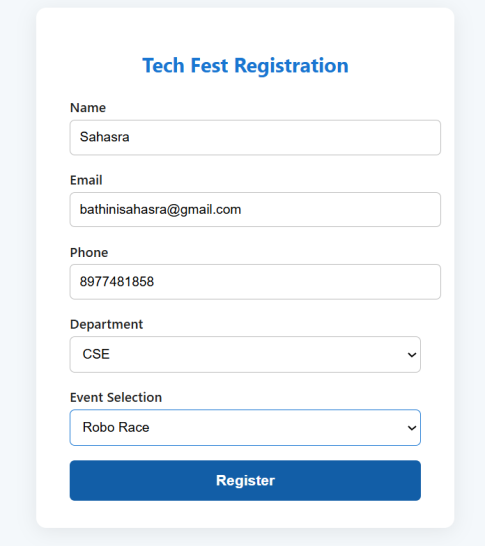 Tech Fest Registration
Name
Sahasra
Email
bathinisahasra@gmail.com
Phone
8977481858
Department
CSE
Event Selection
Robo Race
Register